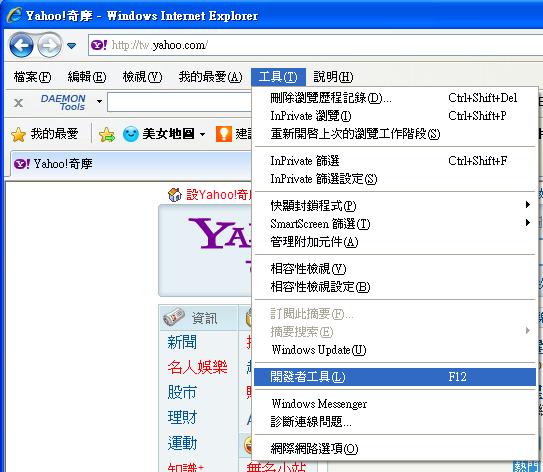 Yahoo!奇摩 - Windows Internet Explorer
Y! http://tw.yahoo.com/
檔案(F) 編輯(E) 檢視(V) 我的最愛(A) 工具(T) 說明(H)
x DAEMON Tools
我的最愛 美女地圖 建議
Yahoo!奇摩
刪除瀏覽歷程記錄(D)... Ctrl+Shift+Del
InPrivate 瀏覽(I) Ctrl+Shift+P
重新開啟上次的瀏覽工作階段(S)
InPrivate 篩選 Ctrl+Shift+F
InPrivate 篩選設定(S)
快顯封鎖程式(P)
SmartScreen 篩選(T)
管理附加元件(A)
相容性檢視(V)
相容性檢視設定(B)
訂閱此摘要(F)...
摘要搜索(E)
Windows Update(U)
開發者工具(L) F12
Windows Messenger
診斷連線問題...
網際網路選項(O)
設Yahoo!奇
YA
資訊
新聞
名人娛樂
股市
理財
運動
知識+
無名小站
熱門